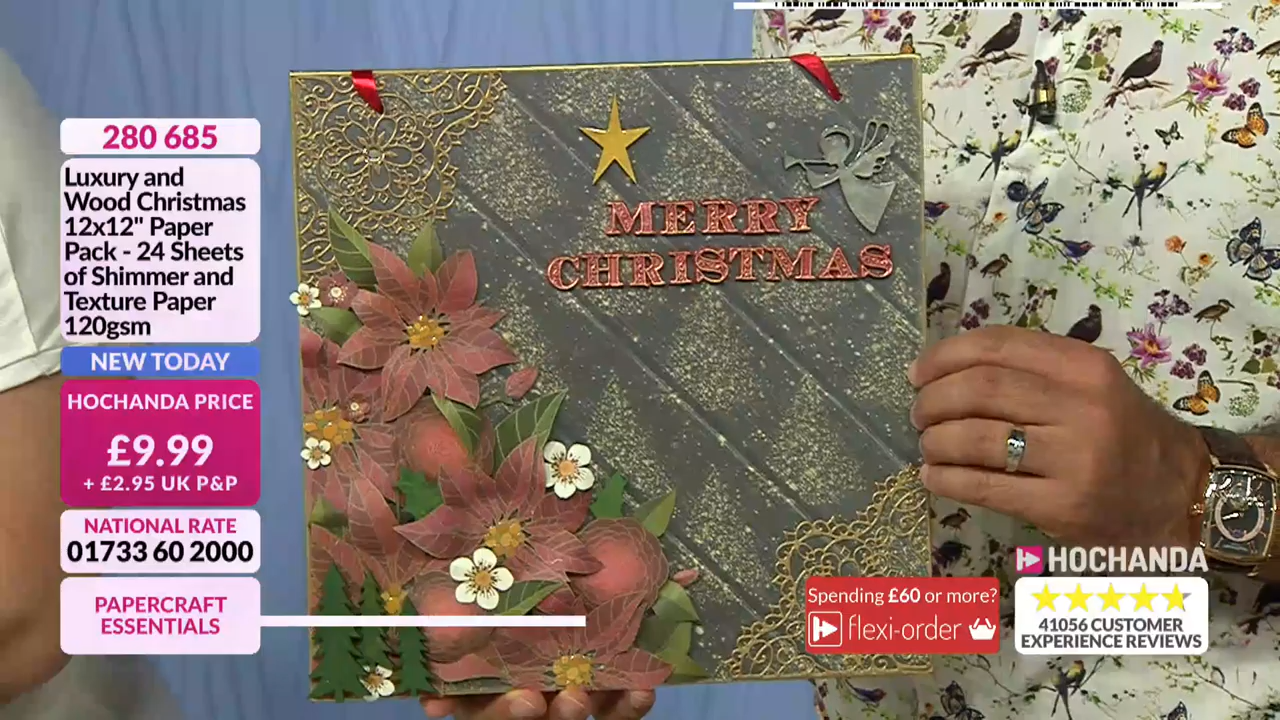 280 685
Luxury and
Wood Christmas
12x12" Paper
Pack - 24 Sheets
of Shimmer and
Texture Paper
120gsm
NEW TODAY
HOCHANDA PRICE
£9.99
+ £2.95 UK P&P
NATIONAL RATE
01733 60 2000
PAPERCRAFT
ESSENTIALS
MERRY
CHRISTMAS
Spending £60 or more?
flexi-order
HOCHANDA
41056 CUSTOMER
EXPERIENCE REVIEWS